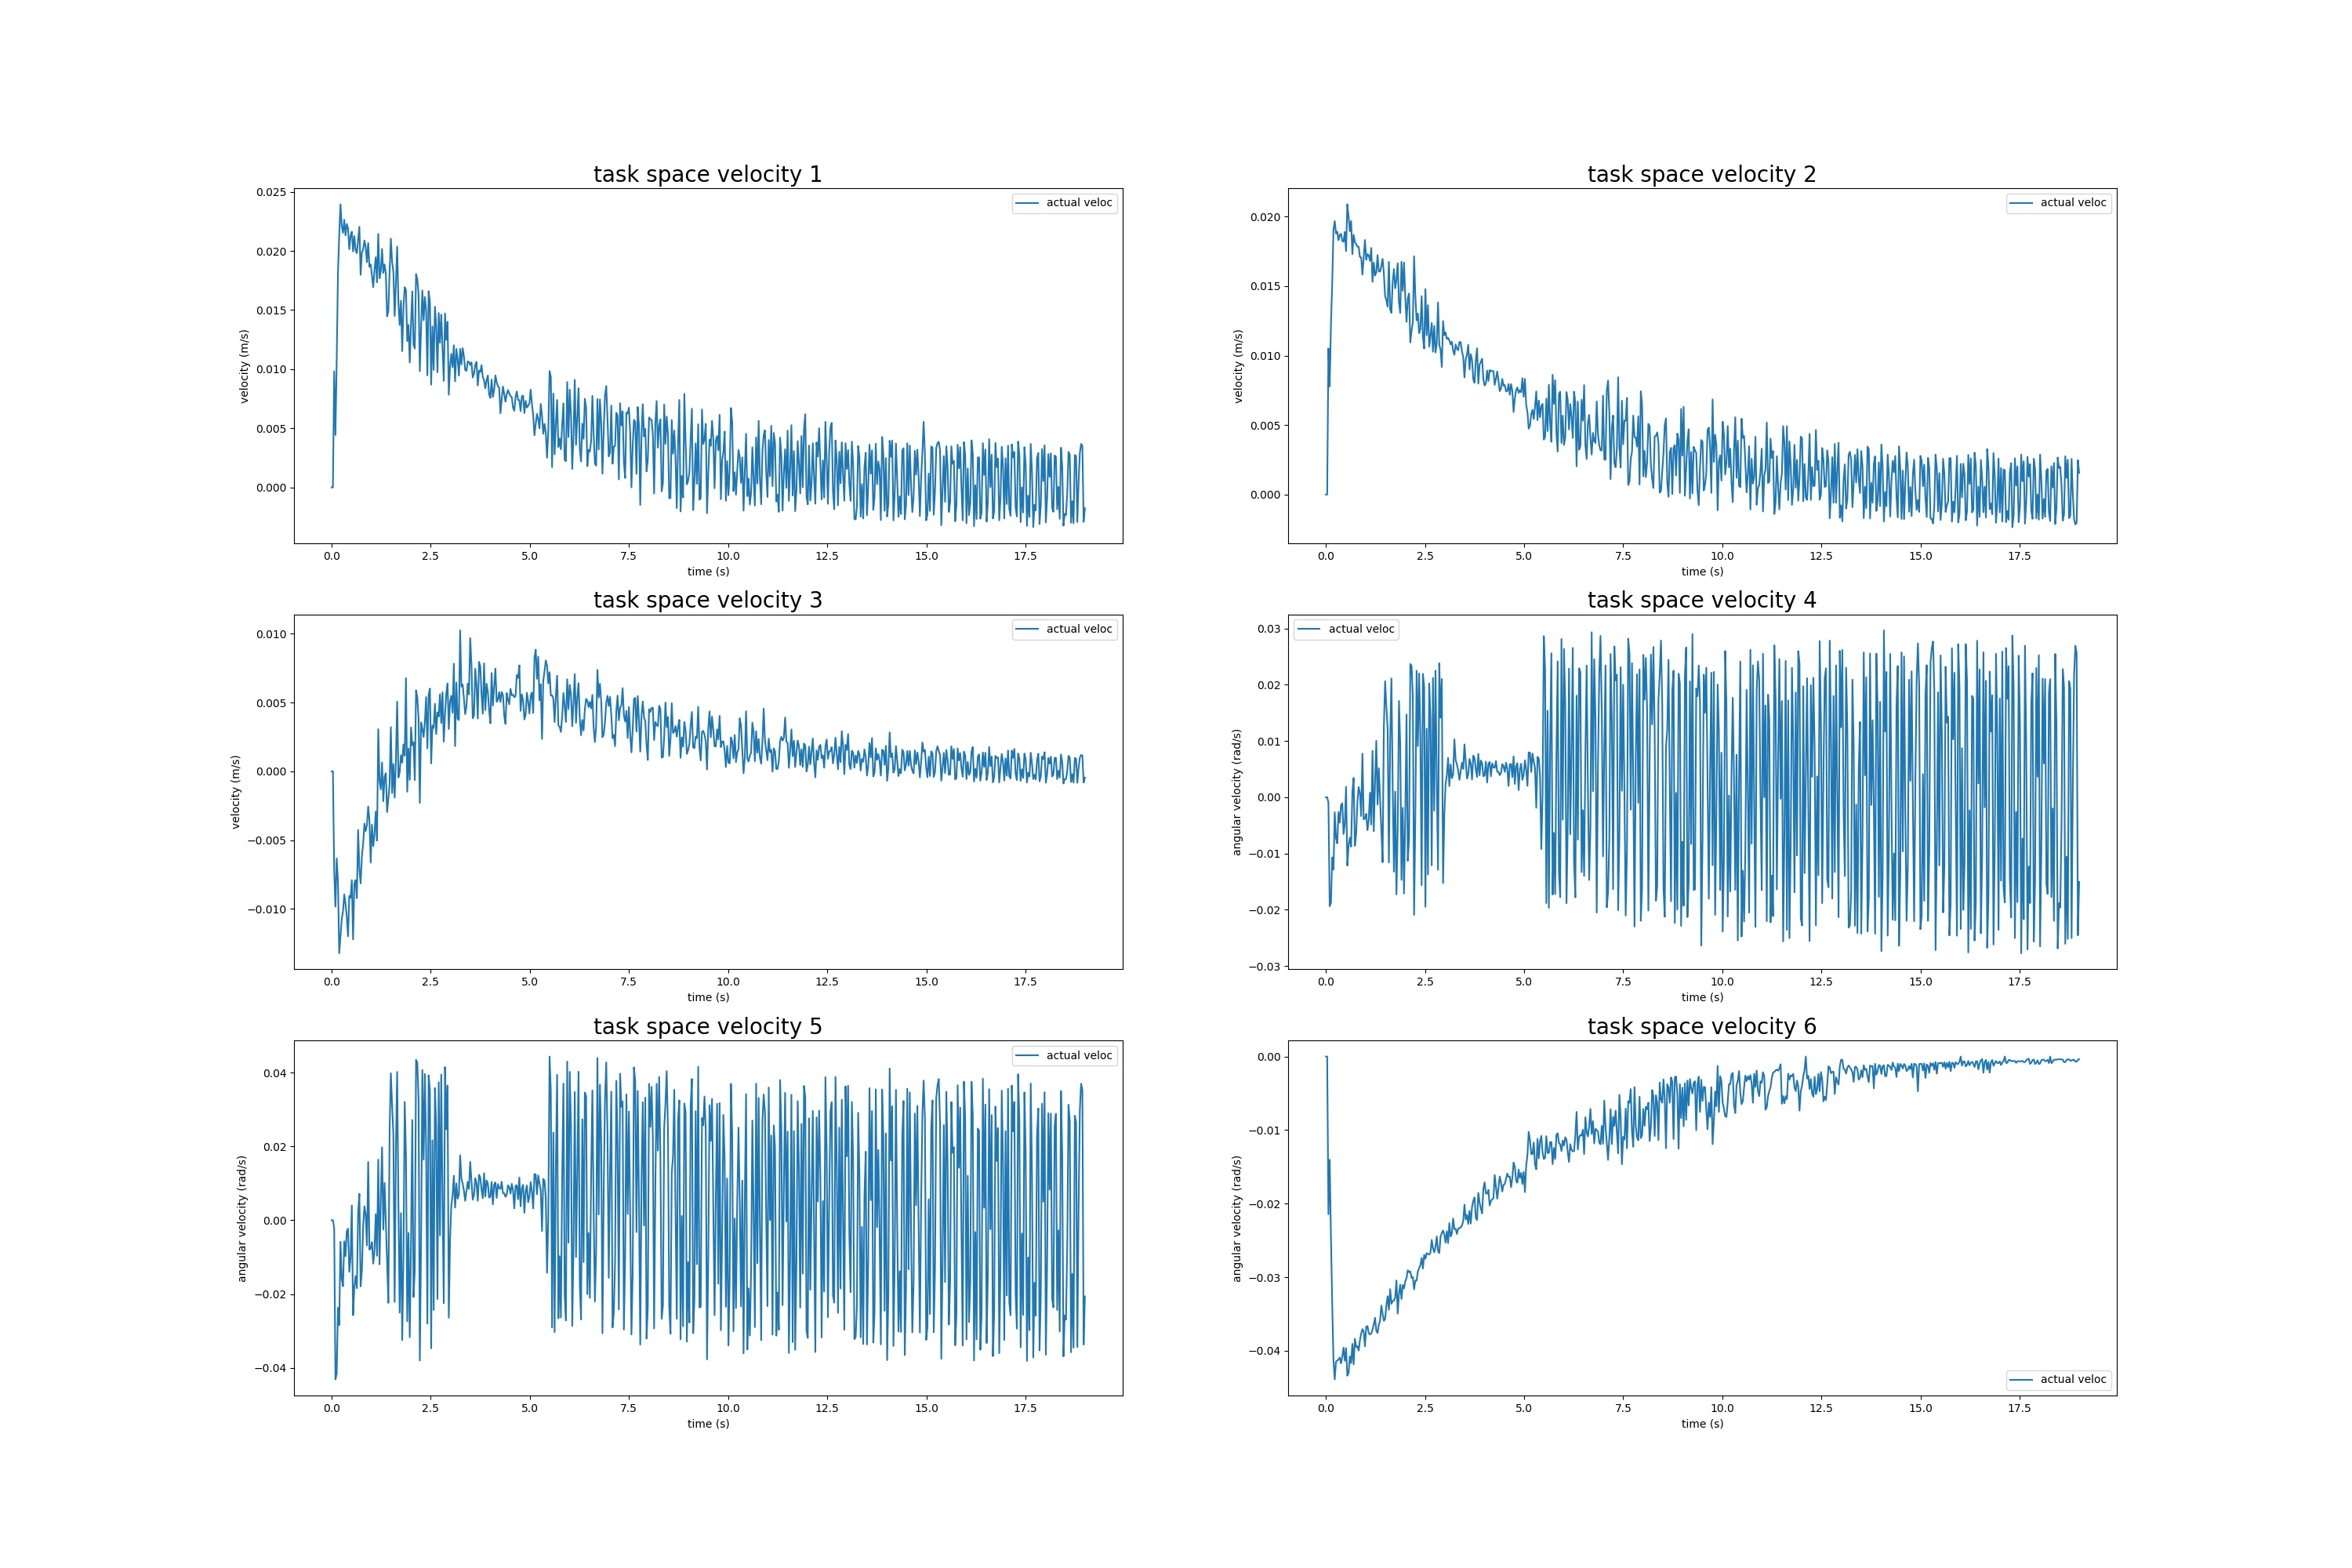 task space velocity 1
task space velocity 2
actual veloc
actual veloc
velocity (m/s)
0.025
0.020
0.015
0.010
0.005
0.000
0.0 2.5 5.0 7.5 10.0 12.5 15.0 17.5
time (s)
velocity (m/s)
0.020
0.015
0.010
0.005
0.000
0.0 2.5 5.0 7.5 10.0 12.5 15.0 17.5
time (s)
task space velocity 3
task space velocity 4
actual veloc
actual veloc
velocity (m/s)
0.010
0.005
0.000
−0.005
−0.010
0.0 2.5 5.0 7.5 10.0 12.5 15.0 17.5
time (s)
angular velocity (rad/s)
0.03
0.02
0.01
0.00
−0.01
−0.02
−0.03
0.0 2.5 5.0 7.5 10.0 12.5 15.0 17.5
time (s)
task space velocity 5
task space velocity 6
actual veloc
angular velocity (rad/s)
0.04
0.02
0.00
−0.02
−0.04
0.0 2.5 5.0 7.5 10.0 12.5 15.0 17.5
time (s)
angular velocity (rad/s)
0.00
−0.01
−0.02
−0.03
−0.04
actual veloc
0.0 2.5 5.0 7.5 10.0 12.5 15.0 17.5
time (s)